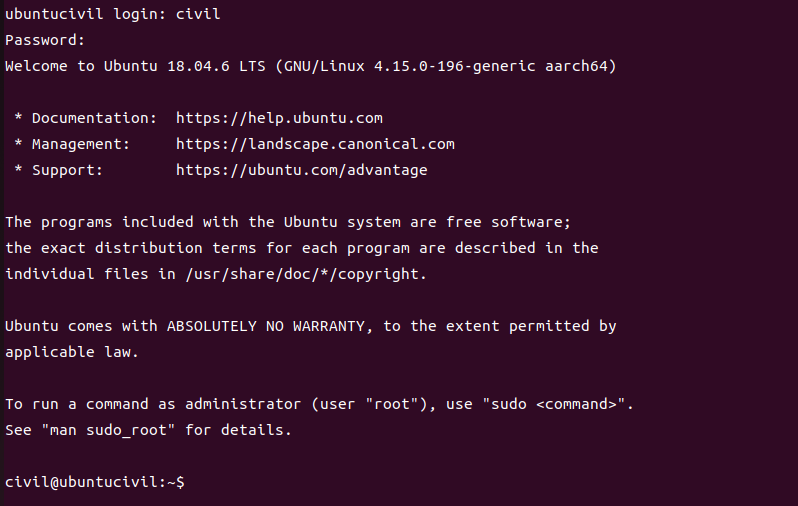 ubuntucivil login: civil
Password:
Welcome to Ubuntu 18.04.6 LTS (GNU/Linux 4.15.0-196-generic aarch64)
* Documentation:  https://help.ubuntu.com
* Management:     https://landscape.canonical.com
* Support:        https://ubuntu.com/advantage
The programs included with the Ubuntu system are free software;
the exact distribution terms for each program are described in the
individual files in /usr/share/doc/*/copyright.
Ubuntu comes with ABSOLUTELY NO WARRANTY, to the extent permitted by
applicable law.
To run a command as administrator (user "root"), use "sudo <command>".
See "man sudo_root" for details.
civil@ubuntucivil:~$